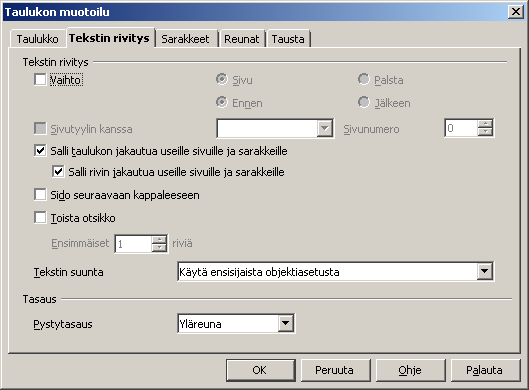 Taulukon muotoilu
Taulukko Tekstin rivitys Sarakkeet Reunat Tausta
Tekstin rivitys
Vaihto Sivu Palsta
Ennen Jälkeen
Sivutyylin kanssa Sivunumero 0
Salli taulukon jakautua useille sivuille ja sarakkeille
Salli rivin jakautua useille sivuille ja sarakkeille
Sido seuraavaan kappaleeseen
Toista otsikko
Ensimmäiset 1 riviä
Tekstin suunta Käytä ensisijaista objektiasetusta
Tasaus
Pystytasaus Yläreuna
OK Peruuta Ohje Palauta